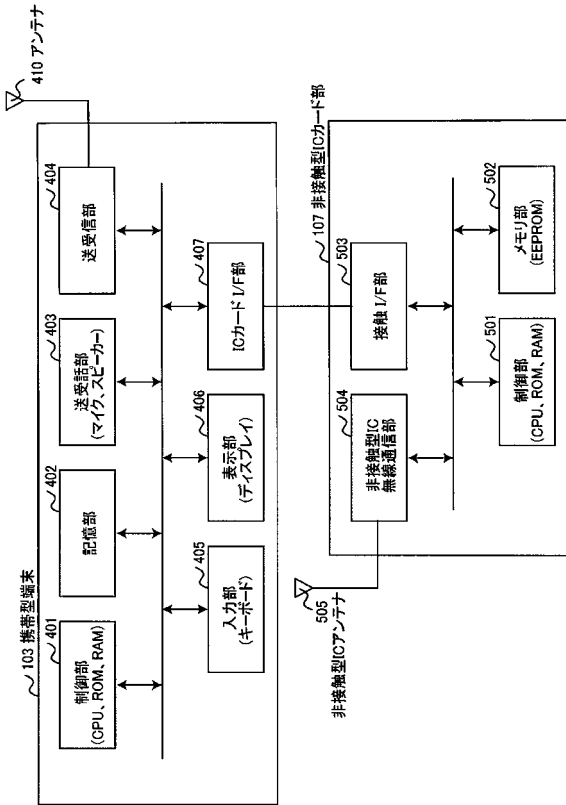 103 携帯型端末
401
制御部
(CPU、ROM、RAM)
402
記憶部
403
送受話部
(マイク、スピーカー)
404
送受信部
410 アンテナ
405
入力部
(キーボード)
406
表示部
(ディスプレイ)
407
ICカード I/F部
107 非接触型ICカード部
504
非接触型IC
無線通信部
503
接触 I/F部
505
非接触型ICアンテナ
501
制御部
(CPU、ROM、RAM)
502
メモリ部
(EEPROM)